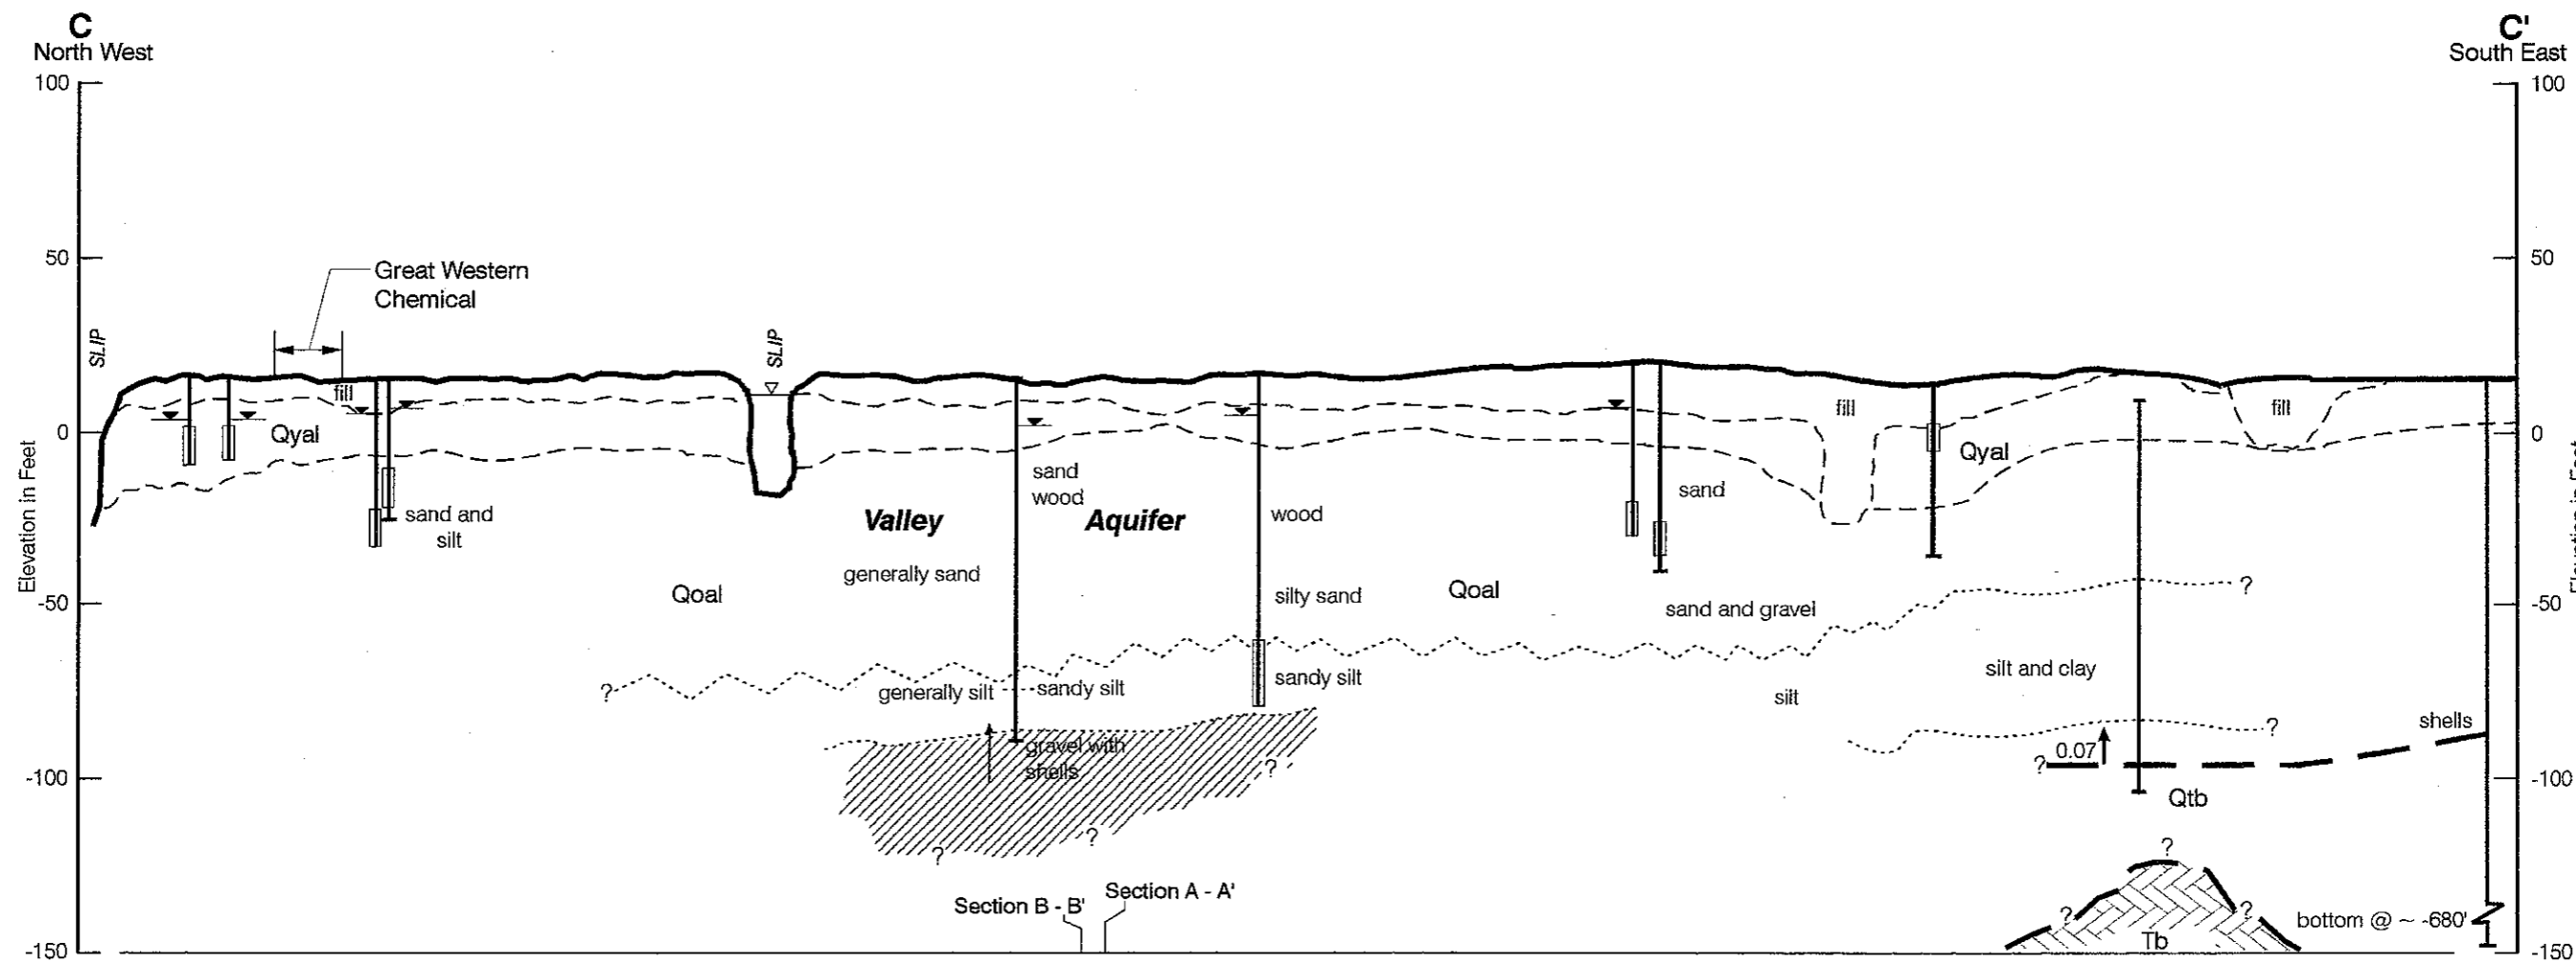 C
North West
C'
South East
100
100
50
50
Great Western
Chemical
SLIP
SLIP
fill
fill
fill
0
0
Qyal
Qyal
Elevation in Feet
Elevation in Feet
sand
wood
sand
sand and
silt
Valley
Aquifer
wood
generally sand
Qoal
silty sand
Qoal
sand and gravel
?
-50
-50
silt and clay
?
generally silt
sandy silt
sandy silt
silt
shells
?
gravel with
shells
?
0.07
?
-100
-100
Qtb
?
?
?
Section B - B'
Section A - A'
?
?
bottom @ ~ -680'
Tb
-150
-150